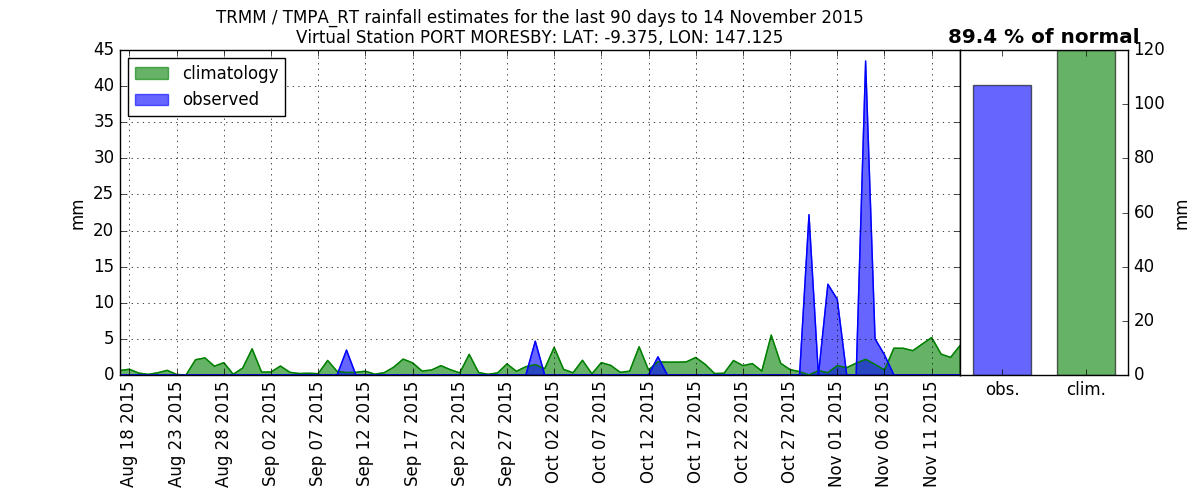 TRMM / TMPA_RT rainfall estimates for the last 90 days to 14 November 2015
Virtual Station PORT MORESBY: LAT: -9.375, LON: 147.125
89.4 % of normal
climatology
observed
45
40
35
30
25
20
15
10
5
0
mm
120
100
80
60
40
20
0
mm
Aug 18 2015
Aug 23 2015
Aug 28 2015
Sep 02 2015
Sep 07 2015
Sep 12 2015
Sep 17 2015
Sep 22 2015
Sep 27 2015
Oct 02 2015
Oct 07 2015
Oct 12 2015
Oct 17 2015
Oct 22 2015
Oct 27 2015
Nov 01 2015
Nov 06 2015
Nov 11 2015
obs.
clim.